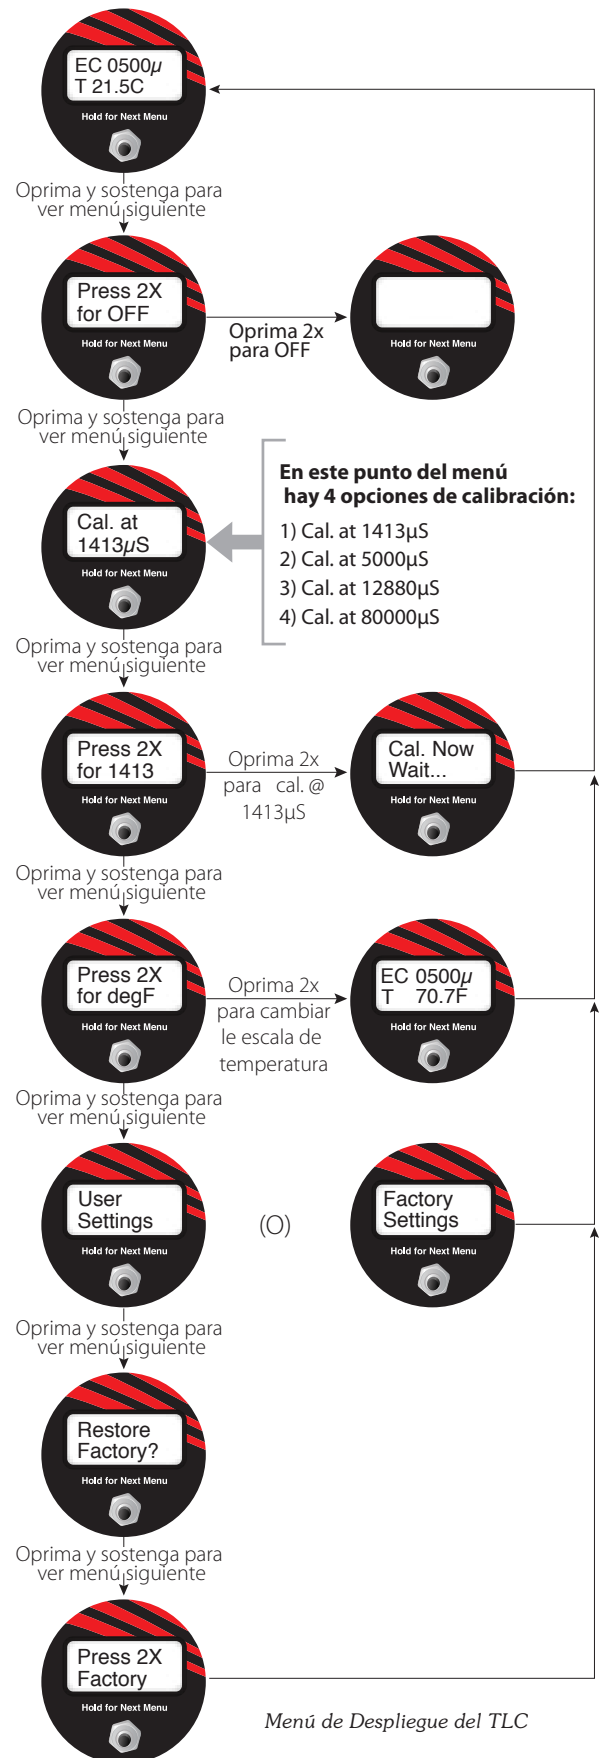 EC 0500µ
T 21.5C
Hold for Next Menu
Oprima y sostenga para
ver menú siguiente
Press 2X
for OFF
Hold for Next Menu
Oprima 2x
para OFF
Hold for Next Menu
Oprima y sostenga para
ver menú siguiente
Cal. at
1413µS
Hold for Next Menu
En este punto del menú
hay 4 opciones de calibración:
1) Cal. at 1413µS
2) Cal. at 5000µS
3) Cal. at 12880µS
4) Cal. at 80000µS
Oprima y sostenga para
ver menú siguiente
Press 2X
for 1413
Hold for Next Menu
Oprima 2x
para cal. @
1413µS
Cal. Now
Wait...
Hold for Next Menu
Oprima y sostenga para
ver menú siguiente
Press 2X
for degF
Hold for Next Menu
Oprima 2x
para cambiar
le escala de
temperatura
EC 0500µ
T 70.7F
Hold for Next Menu
Oprima y sostenga para
ver menú siguiente
User
Settings
Hold for Next Menu
(O)
Factory
Settings
Hold for Next Menu
Oprima y sostenga para
ver menú siguiente
Restore
Factory?
Hold for Next Menu
Oprima y sostenga para
ver menú siguiente
Press 2X
Factory
Hold for Next Menu
Menú de Despliegue del TLC